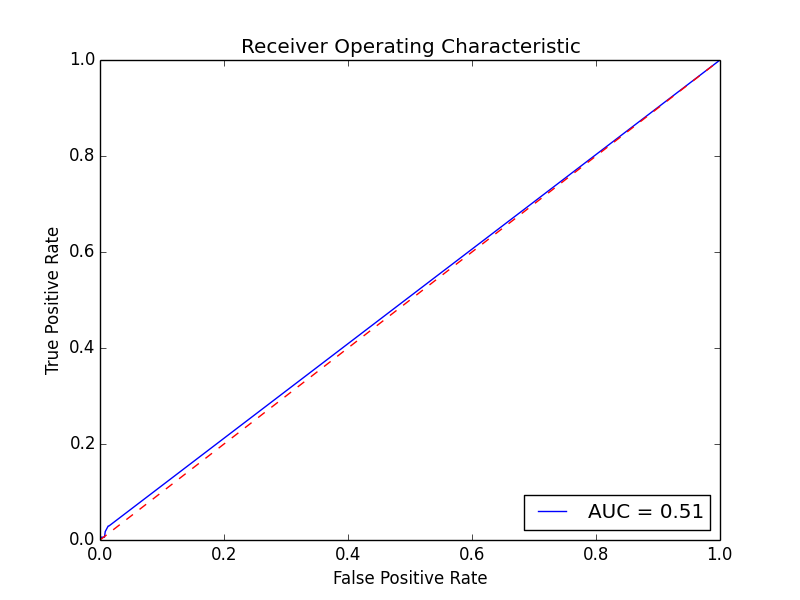 Receiver Operating Characteristic
1.0
0.8
0.6
0.4
0.2
0.0
True Positive Rate
0.0 0.2 0.4 0.6 0.8 1.0
False Positive Rate
AUC = 0.51